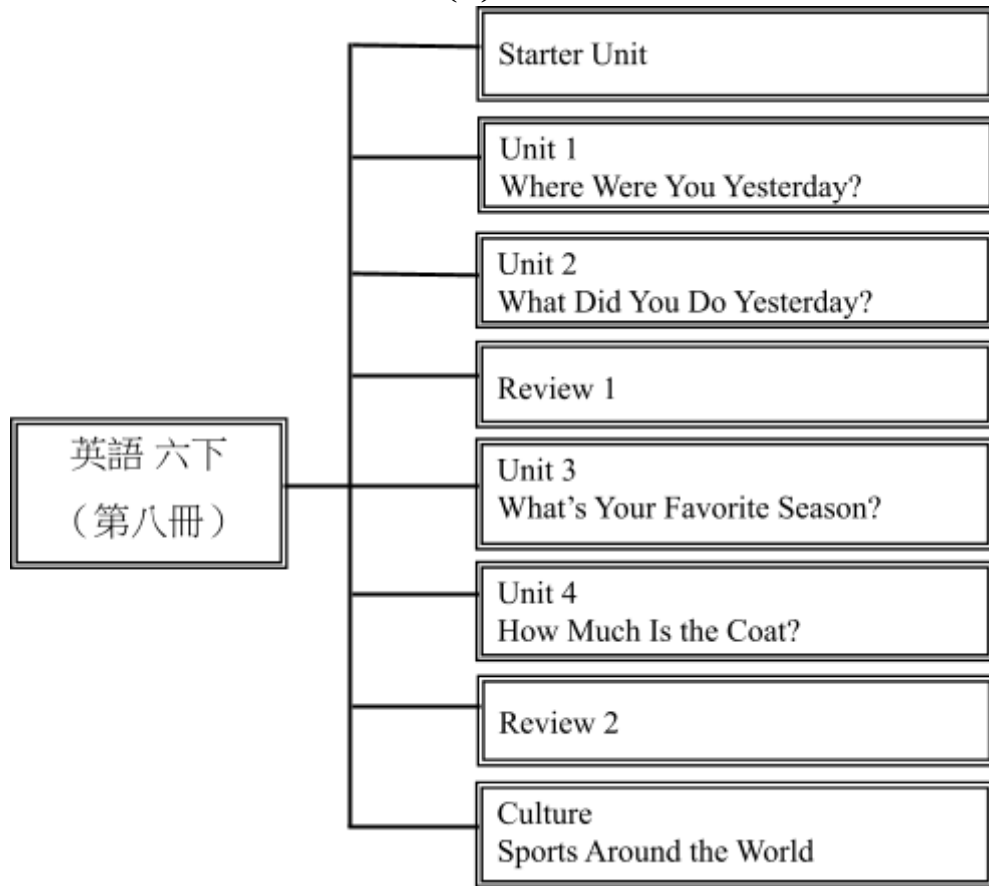 Starter Unit
Unit 1
Where Were You Yesterday?
Unit 2
What Did You Do Yesterday?
Review 1
英語 六下
（第八冊）
Unit 3
What’s Your Favorite Season?
Unit 4
How Much Is the Coat?
Review 2
Culture
Sports Around the World